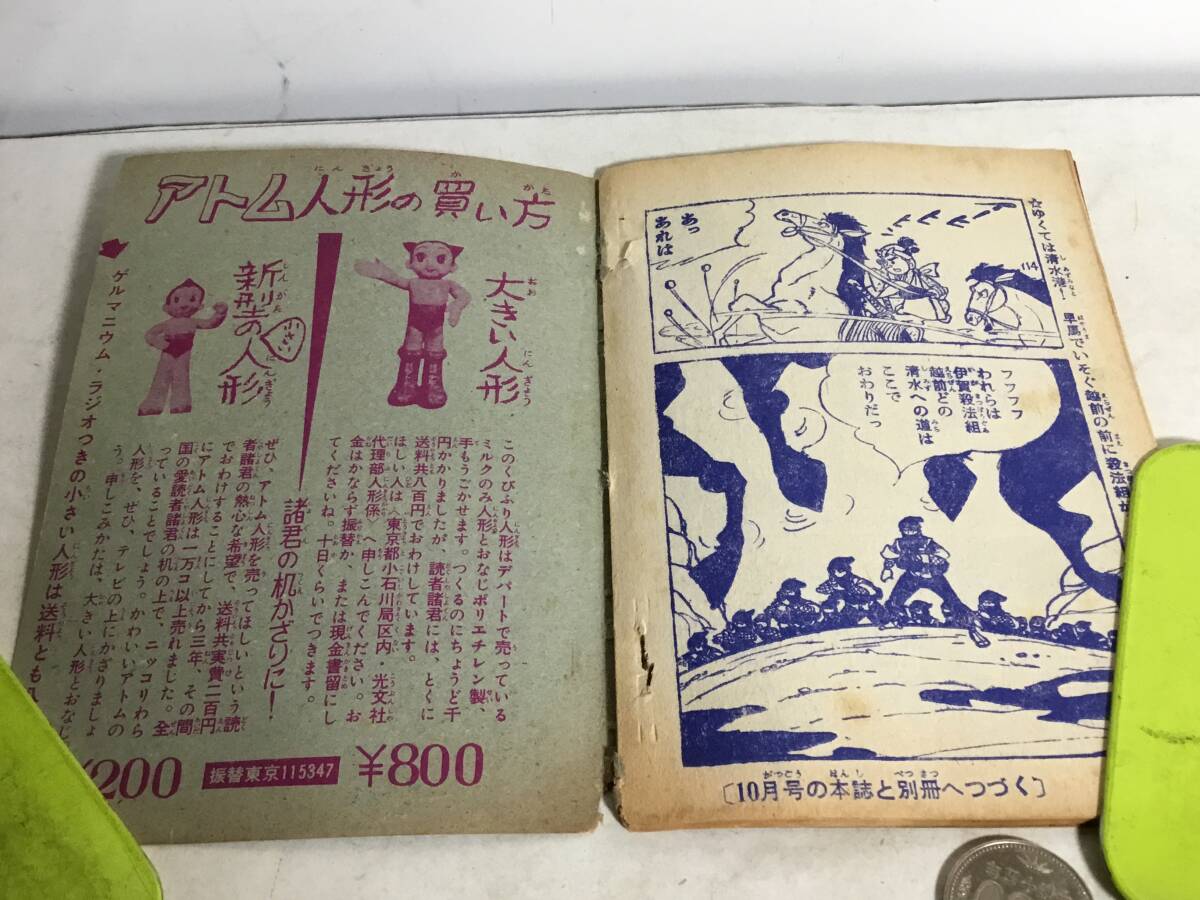 ☆ゆくては清水港！　早馬でいそぐ越前の前に殺法組が
114
あっ
あれは
フフフフ
われらは
伊賀殺法組
越前どの
清水への道は
ここで
おわりだっ
〔10月号の本誌と別冊へつづく〕
アトム人形の買い方
大きい人形
このくびふり人形はデパートで売っている
ミルクのみ人形とおなじポリエチレン製、
手もうごかせます。つくるのにちょうど千
円かかりましたが、読者諸君には、とくに
送料共八百円でおわけしています。
ほしい人は〈東京都小石川局区内・光文社
代理部人形係〉へ申しこんでください。お
金はかならず振替か、または現金書留にし
てくださいね。十日くらいでつきます。
¥800
新型の小さい人形
諸君の机かざりに！
ぜひ、アトム人形を売ってほしいという読
者諸君の熱心な希望で、送料共実費二百円
でおわけすることにしてから三年、その間
にアトム人形は一万コ以上売れました。全
国の愛読者諸君の机の上で、ニッコリわら
っていることでしょう。かわいいアトムの
人形を、ぜひ、テレビの上にかざりましょ
う。申しこみかたは、大きい人形とおなじ
ゲルマニウム・ラジオつきの小さい人形は送料とも
振替東京115347
¥200